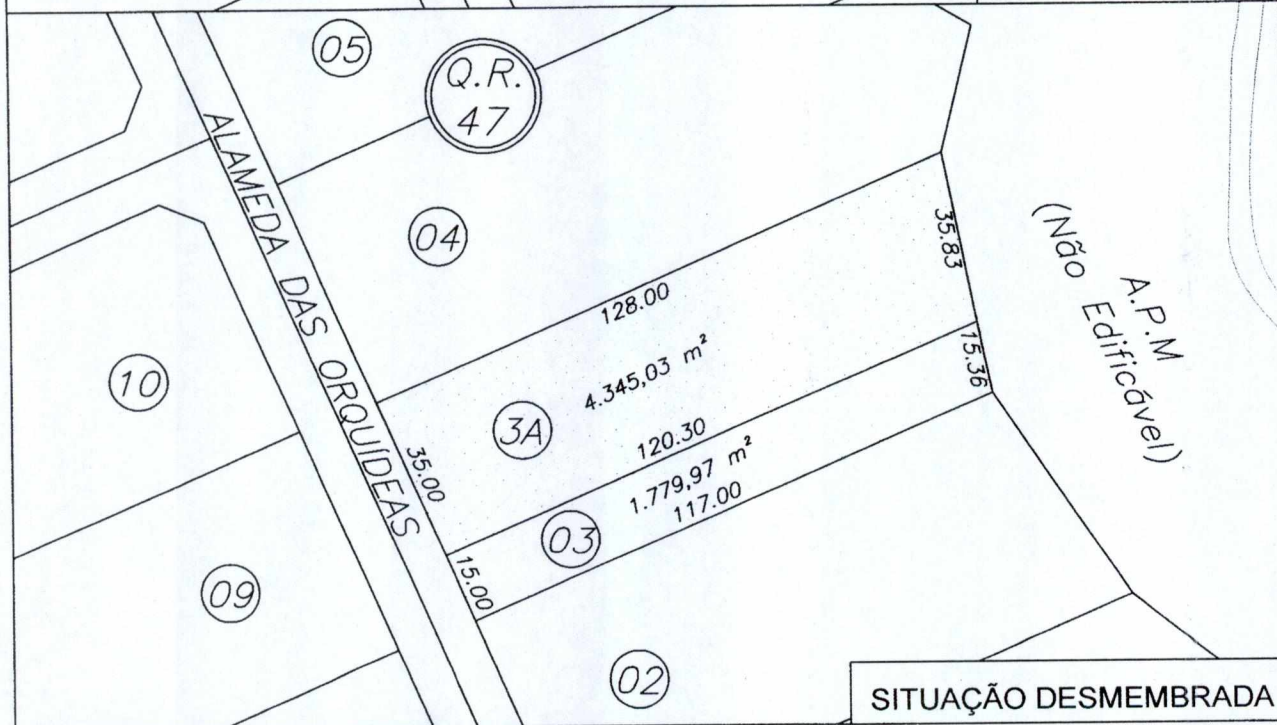 05
Q.R.
47
ALAMEDA DAS ORQUÍDEAS
04
10
128.00
35.83
4.345,03 m²
3A
35.00
120.30
15.36
1.779,97 m²
117.00
03
15.00
09
02
A.P.M
(Não Edificável)
SITUAÇÃO DESMEMBRADA